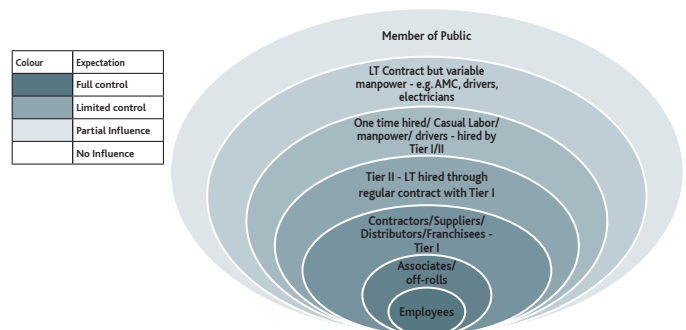 Colour Expectation
Full control
Limited control
Partial Influence
No Influence
Member of Public
LT Contract but variable
manpower - e.g. AMC, drivers,
electricians
One time hired/ Casual Labor/
manpower/ drivers - hired by
Tier I/II
Tier II - LT hired through
regular contract with Tier I
Contractors/Suppliers/
Distributors/Franchisees -
Tier I
Associates/
off-rolls
Employees